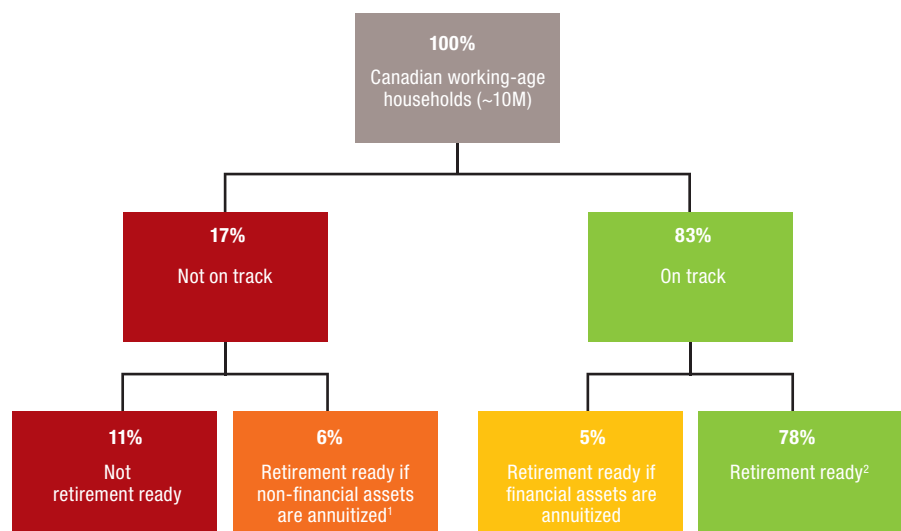 100%
Canadian working-age
households (~10M)
17%
Not on track
83%
On track
11%
Not
retirement ready
6%
Retirement ready if
non-financial assets
are annuitized¹
5%
Retirement ready if
financial assets are
annuitized
78%
Retirement ready²